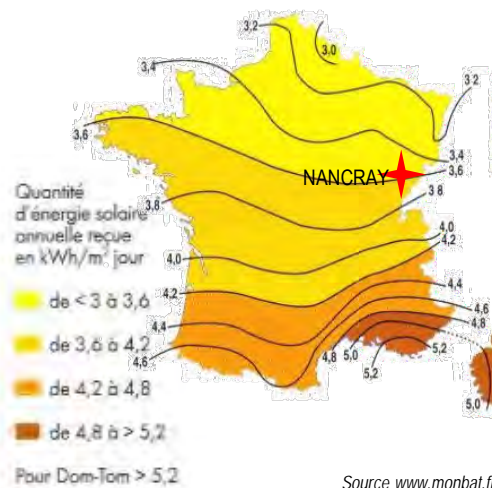 3,2
3.0
3,4
3 2
3,6
3,4
NANCRAY
3,6
3 8
3,8
Quantité
d'énergie solaire
annuelle reçue
en kWh/m² jour
4,0
4,2
4,0
4,2
4,4
de < 3 à 3,6
4,6
4,4
4,8
de 3,6 à 4,2
4,6
4,8
5,0
5,2
5,2
de 4,2 à 4,8
5,0
de 4,8 à > 5,2
Pour Dom-Tom > 5,2
Source www.monbat.f